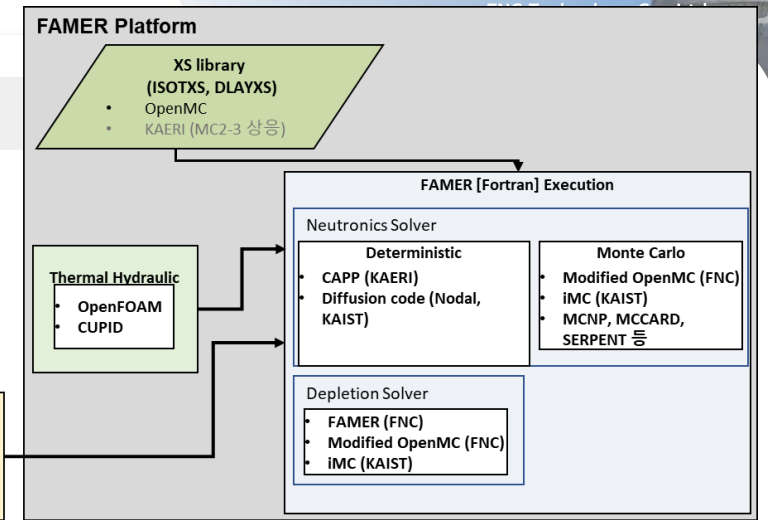 FAMER Platform
XS library
(ISOTXS, DLAYXS)
• OpenMC
• KAERI (MC2-3 상응)
FAMER [Fortran] Execution
Neutronics Solver
Deterministic
• CAPP (KAERI)
• Diffusion code (Nodal,
KAIST)
Monte Carlo
• Modified OpenMC (FNC)
• iMC (KAIST)
• MCNP, MCCARD,
SERPENT 등
Thermal Hydraulic
• OpenFOAM
• CUPID
Depletion Solver
• FAMER (FNC)
• Modified OpenMC (FNC)
• iMC (KAIST)